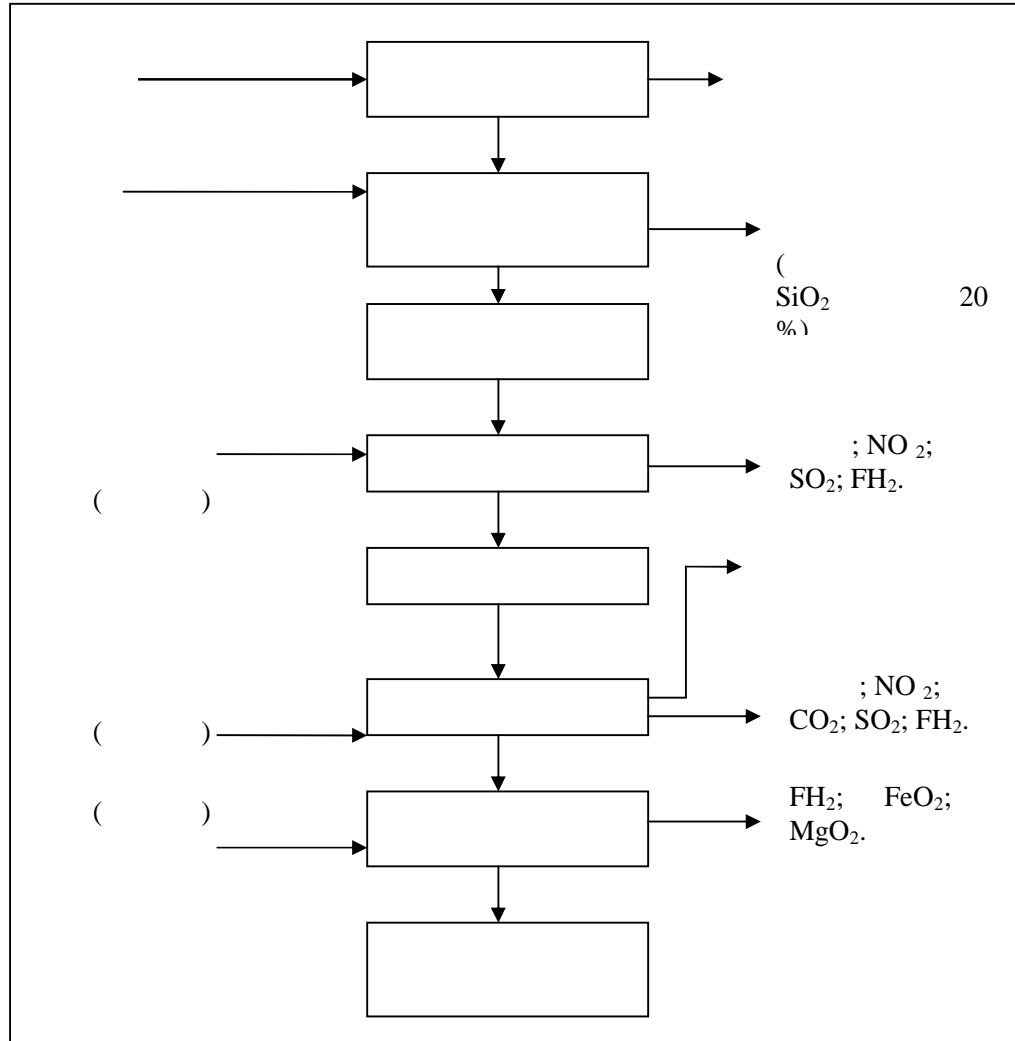 (
SiO₂ 20
%)
; NO ₂;
SO₂; FH₂.
( )
; NO ₂;
CO₂; SO₂; FH₂.
( )
FH₂; FeO₂;
MgO₂.
( )